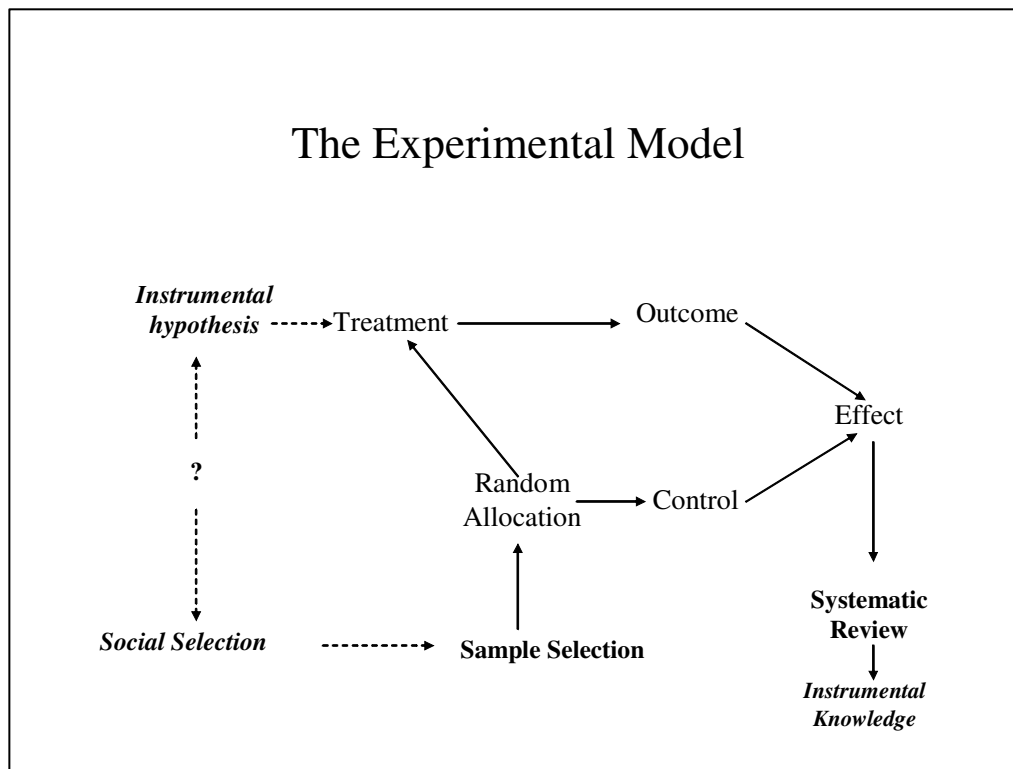 The Experimental Model
Instrumental
hypothesis
Treatment
Outcome
Effect
?
Random
Allocation
Control
Systematic
Review
Social Selection
Sample Selection
Instrumental
Knowledge